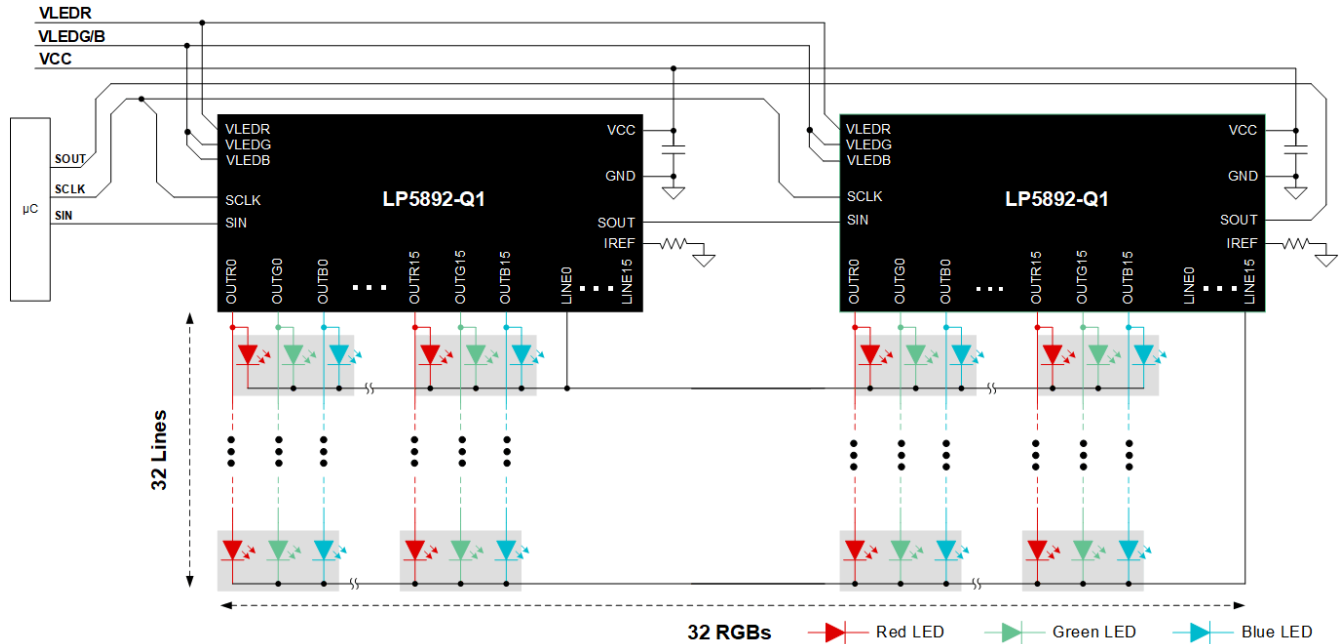 VLEDR
VLEDG/B
VCC
µC
SOUT
SCLK
SIN
VLEDR
VLEDG
VLEDB
SCLK
SIN
LP5892-Q1
VCC
GND
SOUT
IREF
OUTR0
OUTG0
OUTB0
OUTR15
OUTG15
OUTB15
LINE0
LINE15
VLEDR
VLEDG
VLEDB
SCLK
SIN
LP5892-Q1
VCC
GND
SOUT
IREF
OUTR0
OUTG0
OUTB0
OUTR15
OUTG15
OUTB15
LINE0
LINE15
32 Lines
32 RGBs
Red LED
Green LED
Blue LED